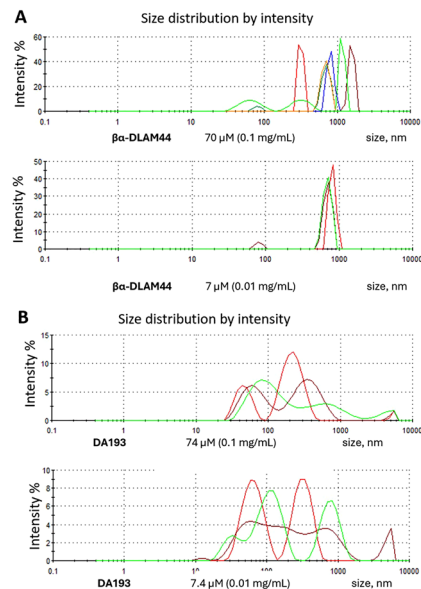 A
Size distribution by intensity
Intensity %
60
40
20
0
0.1 1 10 100 1000 10000
βα-DLAM44 70 µM (0.1 mg/mL) size, nm
Intensity %
50
40
30
20
10
0
0.1 1 10 100 1000 10000
βα-DLAM44 7 µM (0.01 mg/mL) size, nm
B
Size distribution by intensity
Intensity %
15
10
5
0
0.1 1 10 100 1000 10000
DA193 74 µM (0.1 mg/mL) size, nm
Intensity %
10
8
6
4
2
0
0.1 1 10 100 1000 10000
DA193 7.4 µM (0.01 mg/mL) size, nm